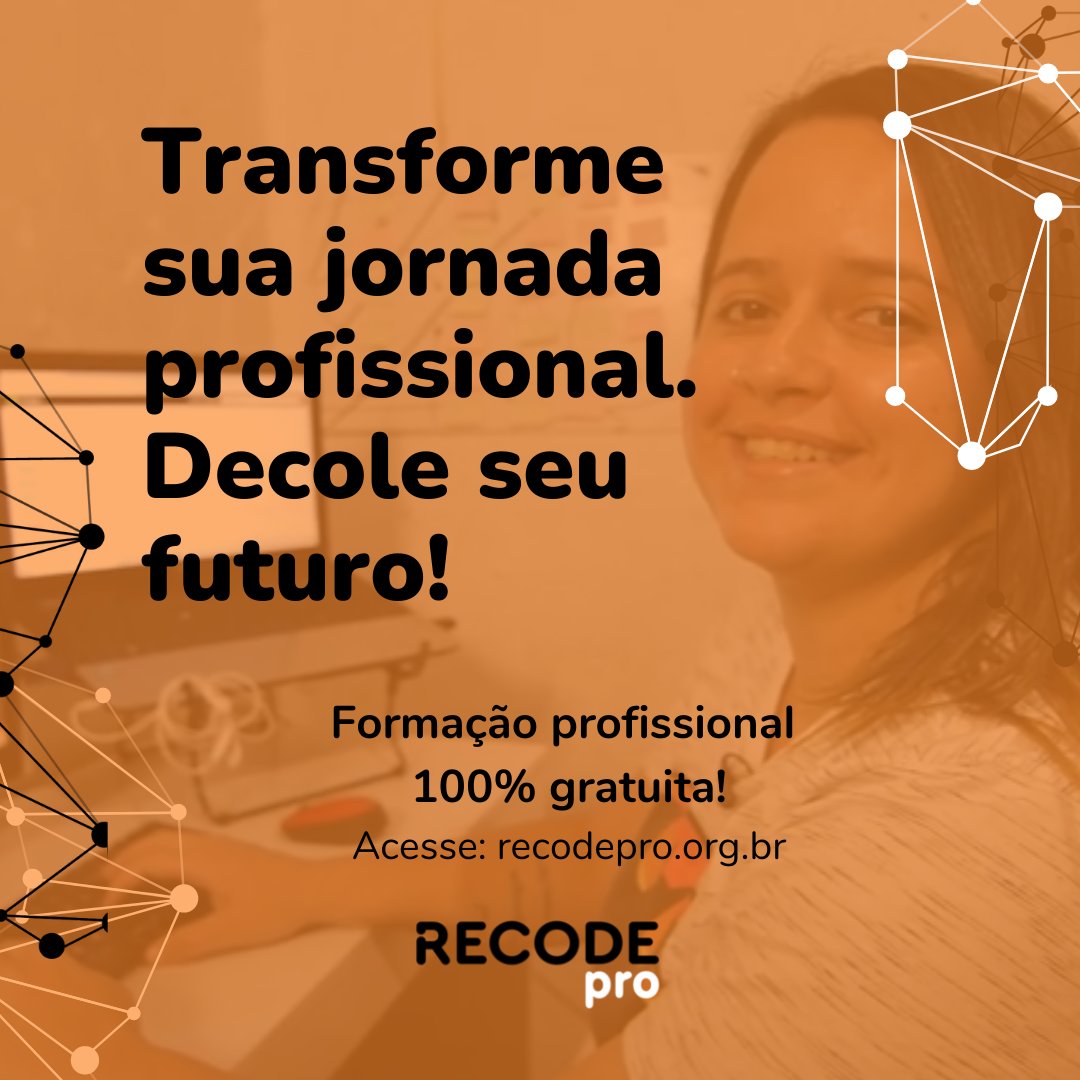 Transforme
sua jornada
profissional.
Decole seu
futuro!
Formação profissional
100% gratuita!
Acesse: recodepro.org.br
RECODE
pro